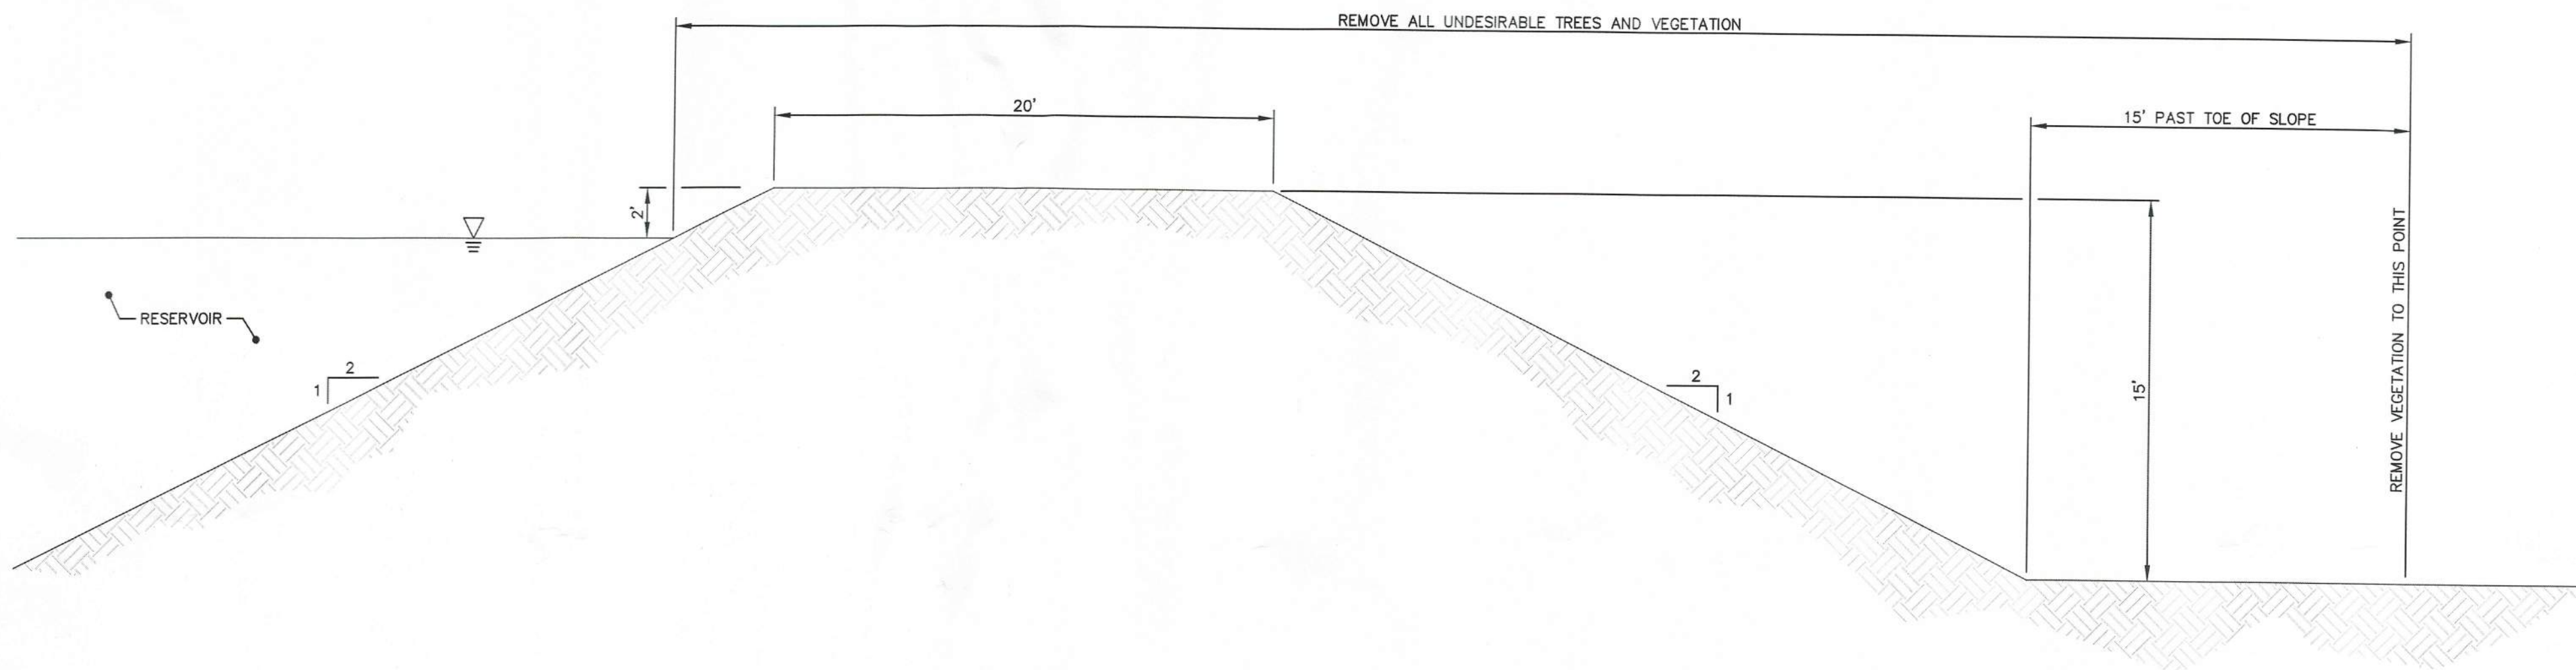 REMOVE ALL UNDESIRABLE TREES AND VEGETATION
20'
15' PAST TOE OF SLOPE
2'
RESERVOIR
2
1
2
1
15'
REMOVE VEGETATION TO THIS POINT